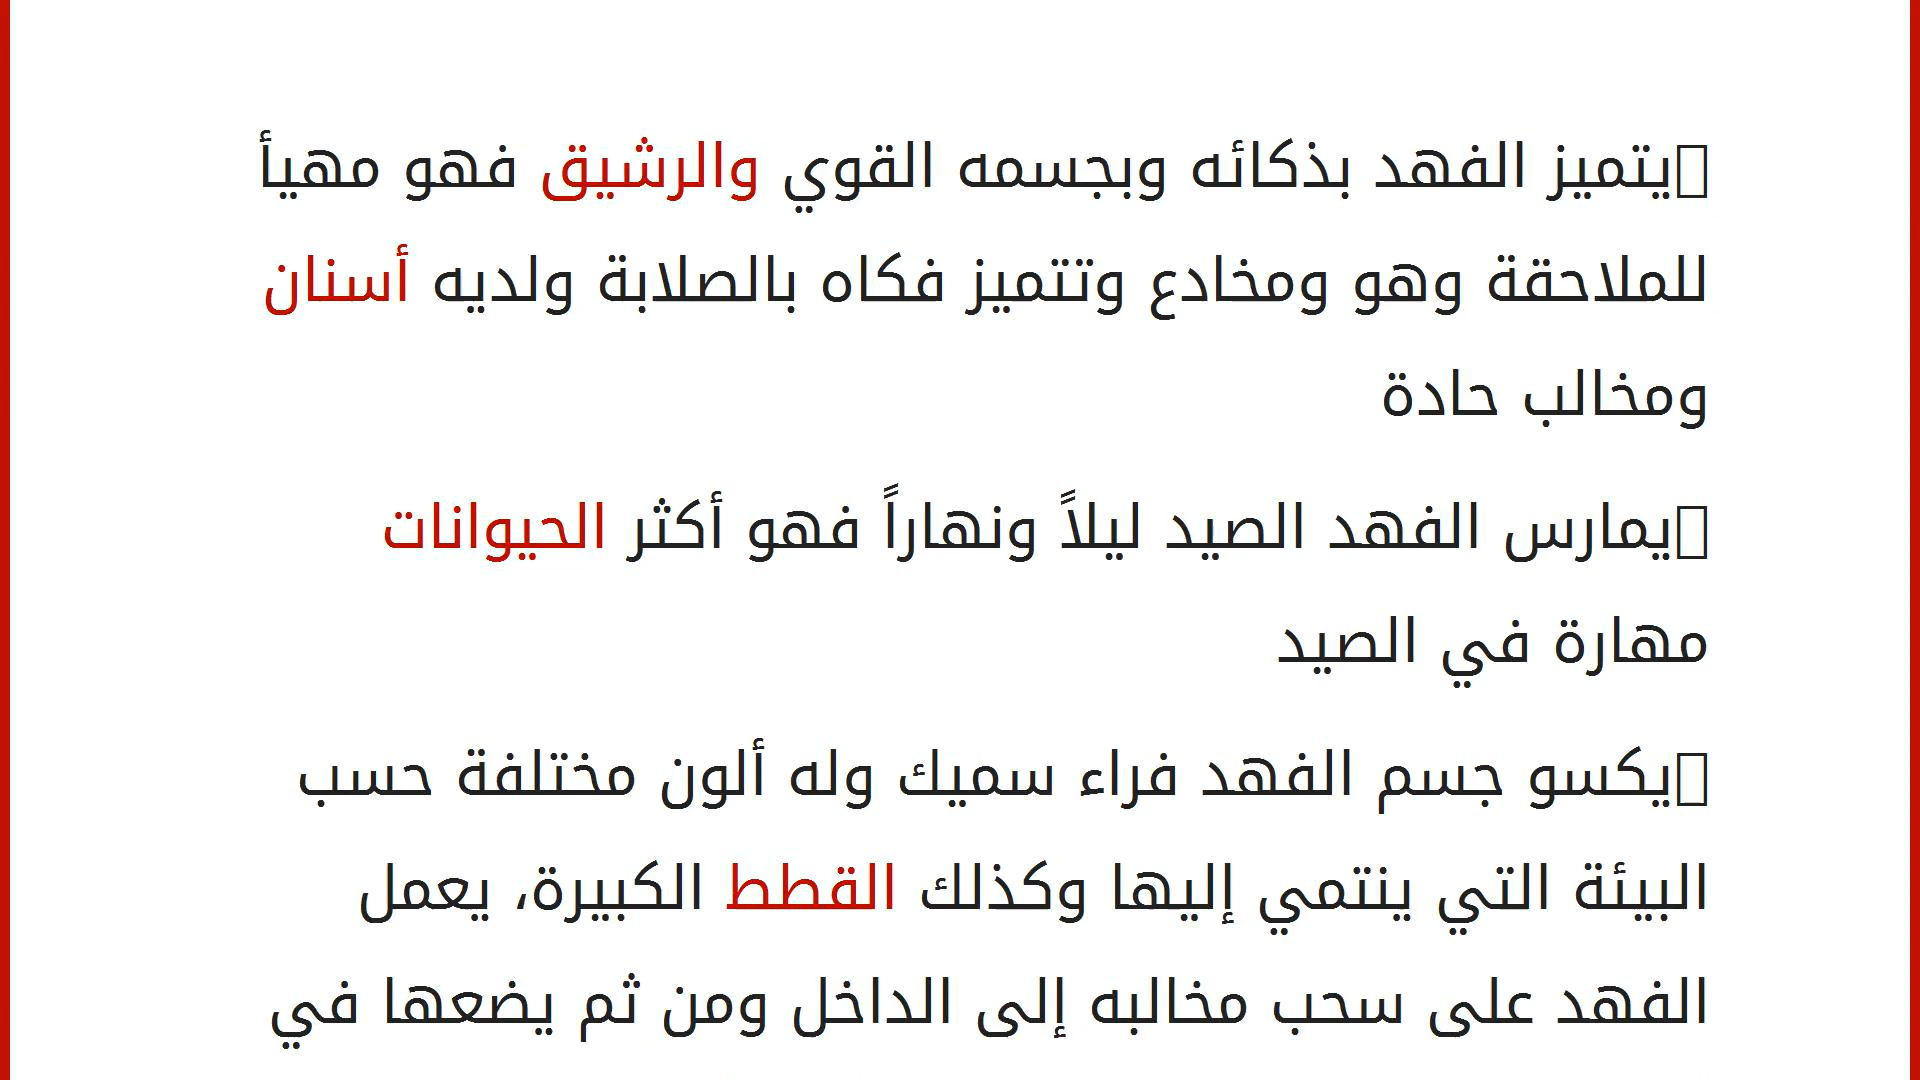 يتميز الفهد بذكائه وبجسمه القوي والرشيق فهو مهيأ
للملاحقة وهو ومخادع وتتميز فكاه بالصلابة ولديه أسنان
ومخالب حادة
يمارس الفهد الصيد ليلاً ونهاراً فهو أكثر الحيوانات
مهارة في الصيد
يكسو جسم الفهد فراء سميك وله ألون مختلفة حسب
البيئة التي ينتمي إليها وكذلك القطط الكبيرة، يعمل
الفهد على سحب مخالبه إلى الداخل ومن ثم يضعها في